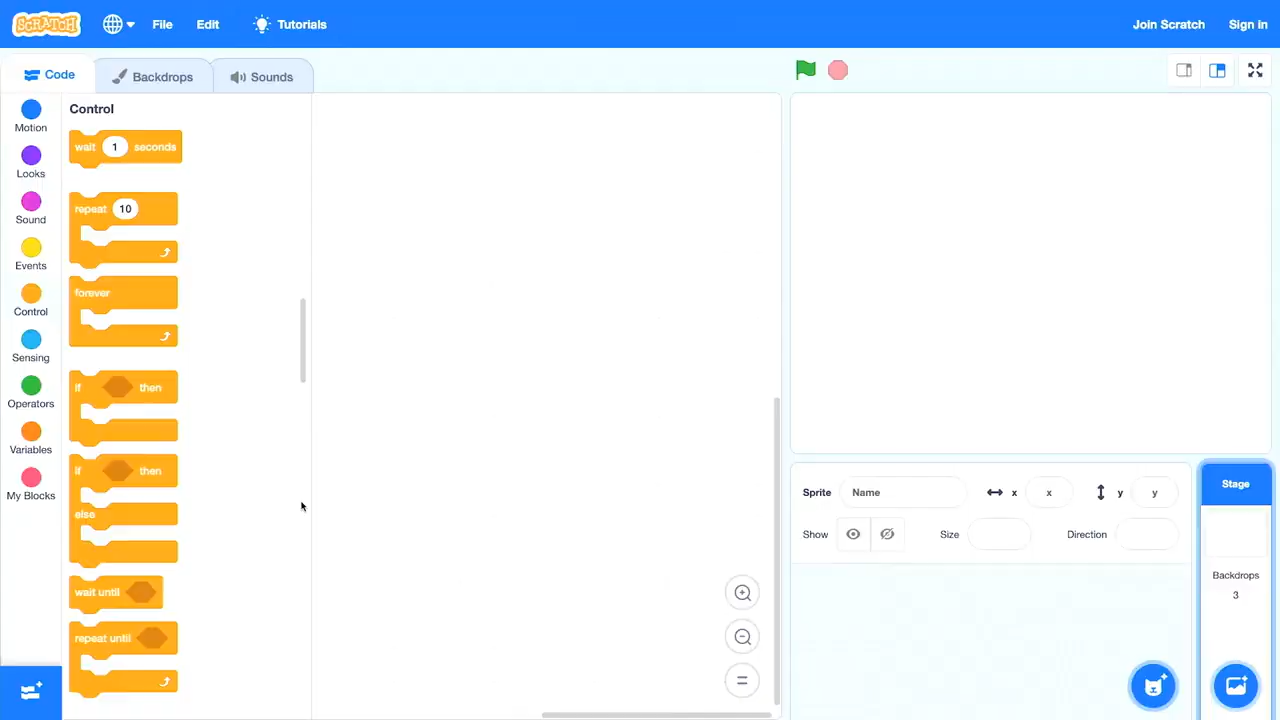 SCRATCH File Edit Tutorials Join Scratch Sign in
Code Backdrops Sounds
Motion
Looks
Sound
Events
Control
Sensing
Operators
Variables
My Blocks
Control
wait 1 seconds
repeat 10
forever
if then
if then
else
wait until
repeat until
Sprite Name x x y y
Show Size Direction
Stage
Backdrops
3